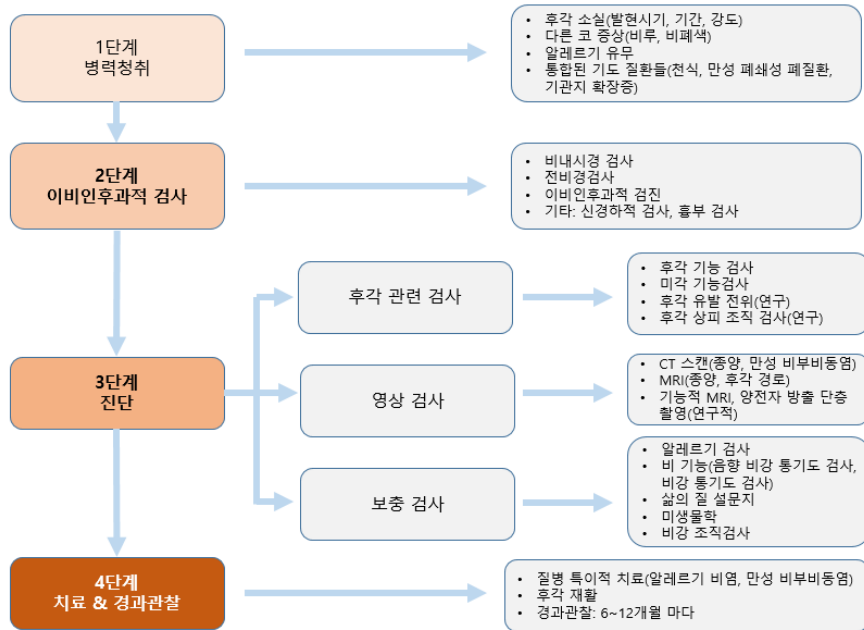 1단계
병력청취
• 후각 소실(발현시기, 기간, 강도)
• 다른 코 증상(비루, 비폐색)
• 알레르기 유무
• 통합된 기도 질환들(천식, 만성 폐쇄성 폐질환,
기관지 확장증)
2단계
이비인후과적 검사
• 비내시경 검사
• 전비경검사
• 이비인후과적 검진
• 기타: 신경하적 검사, 흉부 검사
3단계
진단
후각 관련 검사
• 후각 기능 검사
• 미각 기능검사
• 후각 유발 전위(연구)
• 후각 상피 조직 검사(연구)
영상 검사
• CT 스캔(종양, 만성 비부비동염)
• MRI(종양, 후각 경로)
• 기능적 MRI, 양전자 방출 단층
촬영(연구적)
보충 검사
• 알레르기 검사
• 비 기능(음향 비강 통기도 검사,
비강 통기도 검사)
• 삶의 질 설문지
• 미생물학
• 비강 조직검사
4단계
치료 & 경과관찰
• 질병 특이적 치료(알레르기 비염, 만성 비부비동염)
• 후각 재활
• 경과관찰: 6~12개월 마다